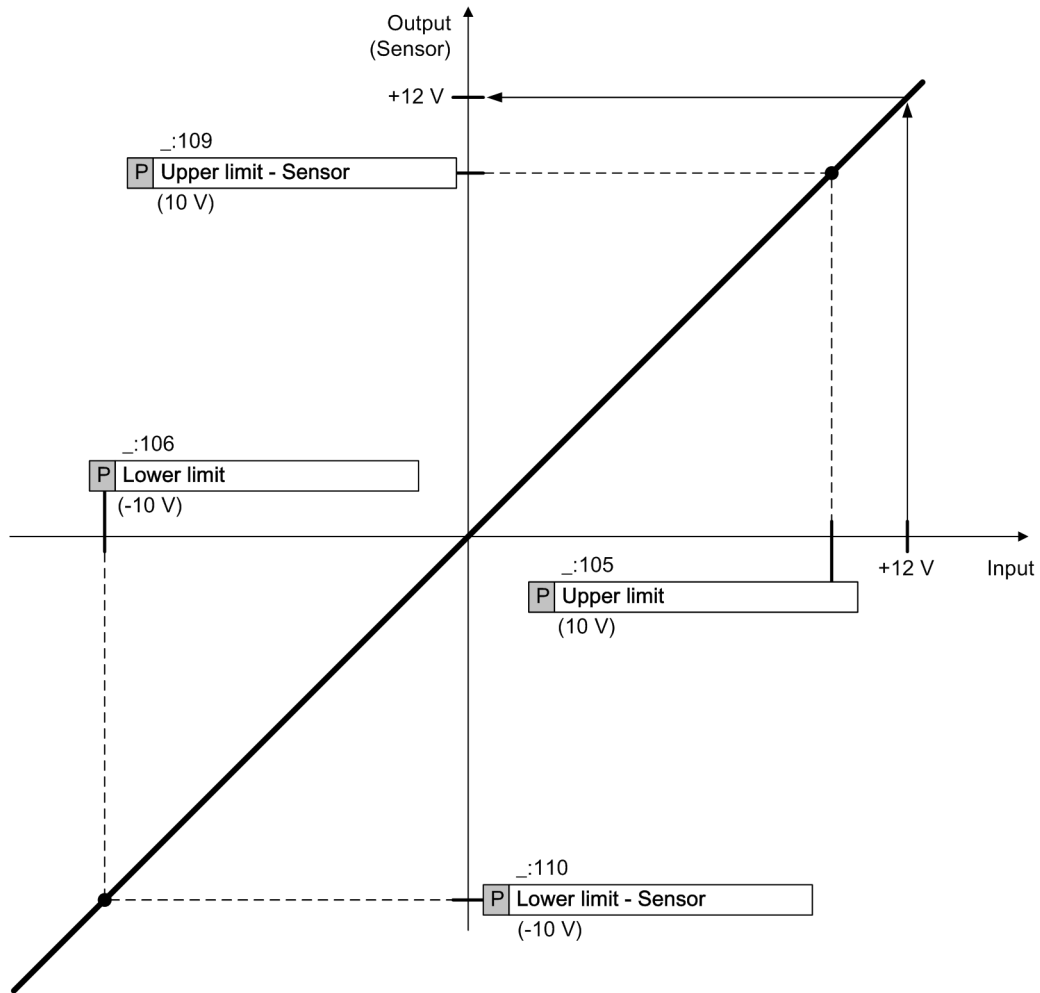 Output
(Sensor)
+12 V
_:109
P Upper limit - Sensor
(10 V)
_:106
P Lower limit
(-10 V)
_:105
+12 V
Input
P Upper limit
(10 V)
_:110
P Lower limit - Sensor
(-10 V)